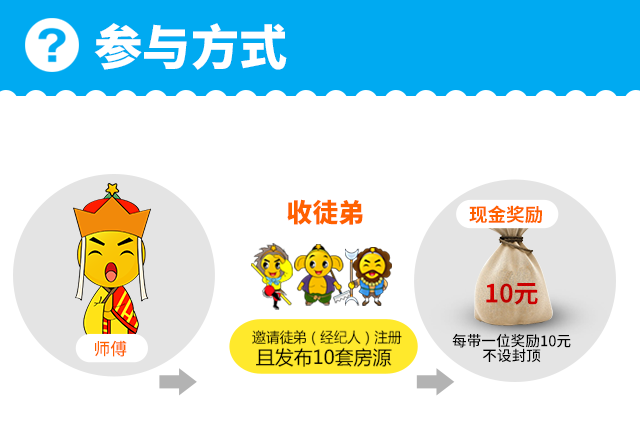 ?
参与方式
师傅
收徒弟
邀请徒弟（经纪人）注册
且发布10套房源
现金奖励
10元
每带一位奖励10元
不设封顶